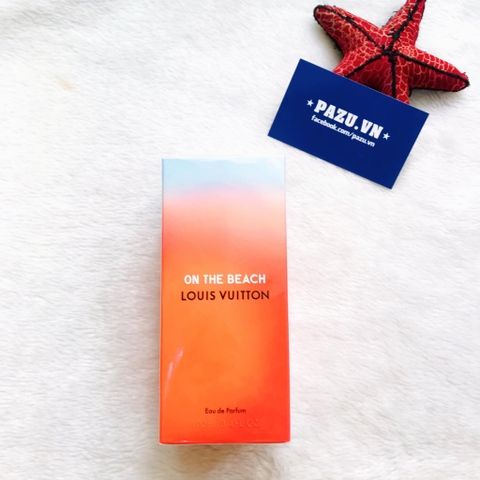 ★ PAZU.VN ★
facebook.com/pazu.vn
ON THE BEACH
LOUIS VUITTON
Eau de Parfum